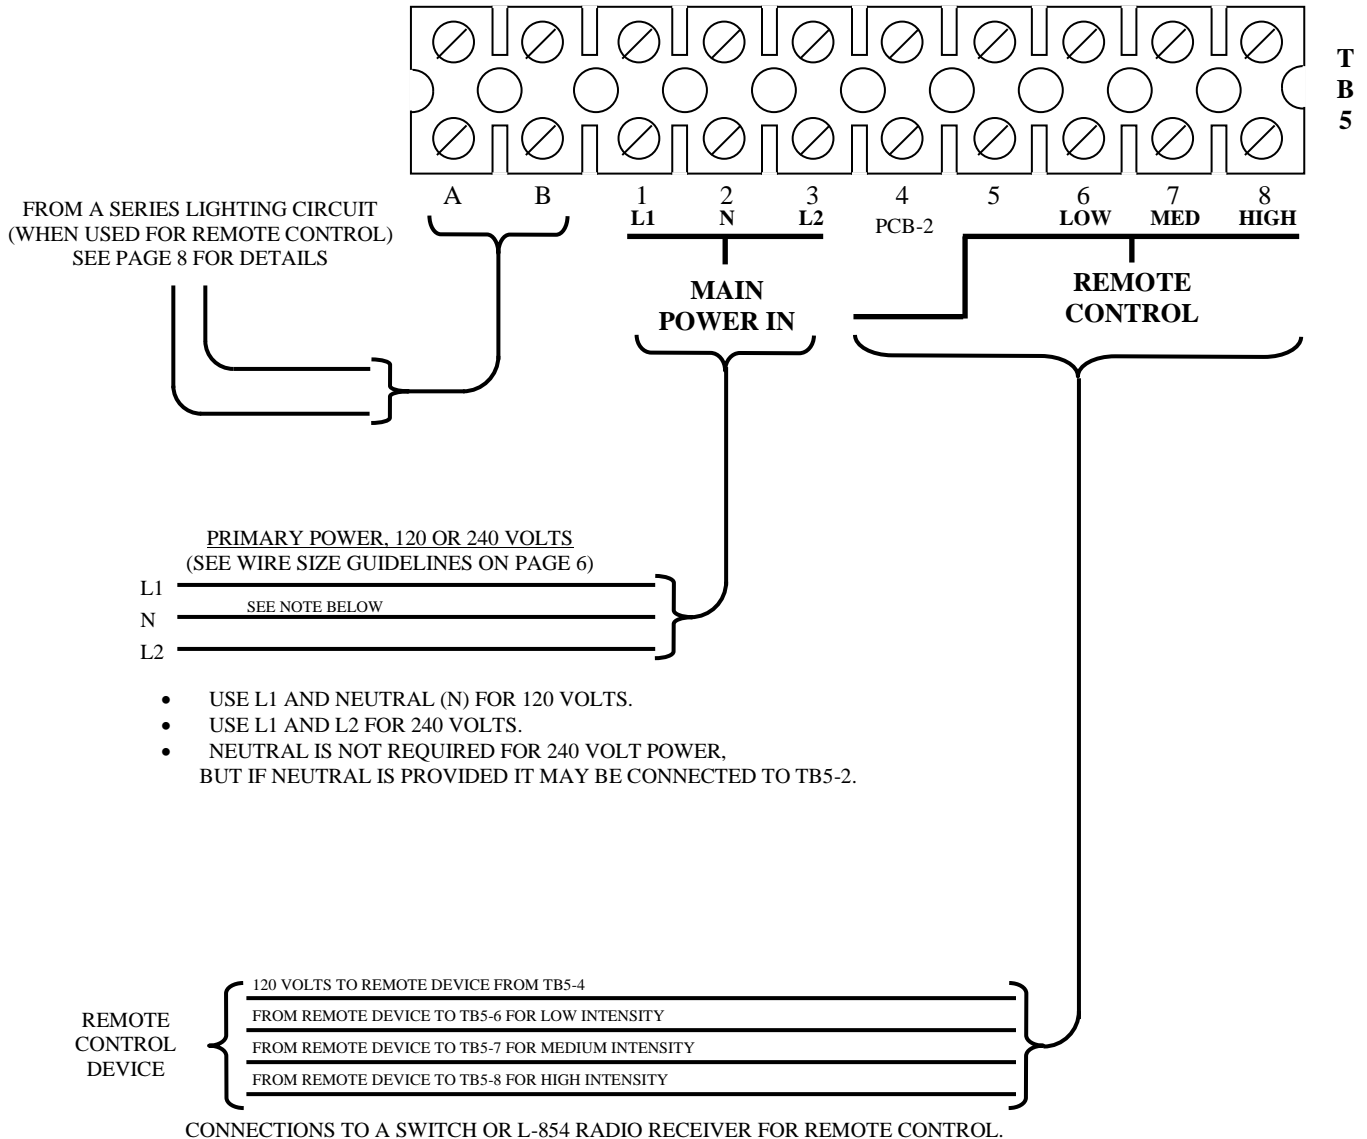 T
B
5
A B 1 2 3 4 5 6 7 8
L1 N L2 PCB-2 LOW MED HIGH
FROM A SERIES LIGHTING CIRCUIT
(WHEN USED FOR REMOTE CONTROL)
SEE PAGE 8 FOR DETAILS
MAIN
POWER IN
REMOTE
CONTROL
PRIMARY POWER, 120 OR 240 VOLTS
(SEE WIRE SIZE GUIDELINES ON PAGE 6)
L1
SEE NOTE BELOW
N
L2
• USE L1 AND NEUTRAL (N) FOR 120 VOLTS.
• USE L1 AND L2 FOR 240 VOLTS.
• NEUTRAL IS NOT REQUIRED FOR 240 VOLT POWER,
BUT IF NEUTRAL IS PROVIDED IT MAY BE CONNECTED TO TB5-2.
REMOTE
CONTROL
DEVICE
120 VOLTS TO REMOTE DEVICE FROM TB5-4
FROM REMOTE DEVICE TO TB5-6 FOR LOW INTENSITY
FROM REMOTE DEVICE TO TB5-7 FOR MEDIUM INTENSITY
FROM REMOTE DEVICE TO TB5-8 FOR HIGH INTENSITY
CONNECTIONS TO A SWITCH OR L-854 RADIO RECEIVER FOR REMOTE CONTROL.